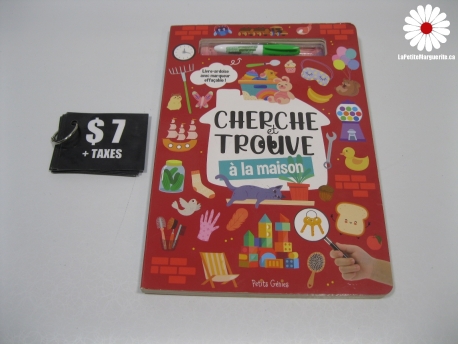 LaPetiteMarguerite.ca
Livre-ardoise
avec marqueur
effaçable !
$7
+ TAXES
CHERCHE
et
TROUVE
à la maison
Petits Génies